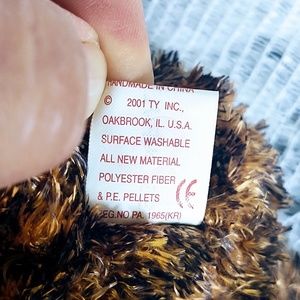 HANDMADE IN CHINA
© 2001 TY INC.,
OAKBROOK, IL. U.S.A.
SURFACE WASHABLE
ALL NEW MATERIAL
POLYESTER FIBER
& P.E. PELLETS CE
REG.NO PA. 1965(KR)